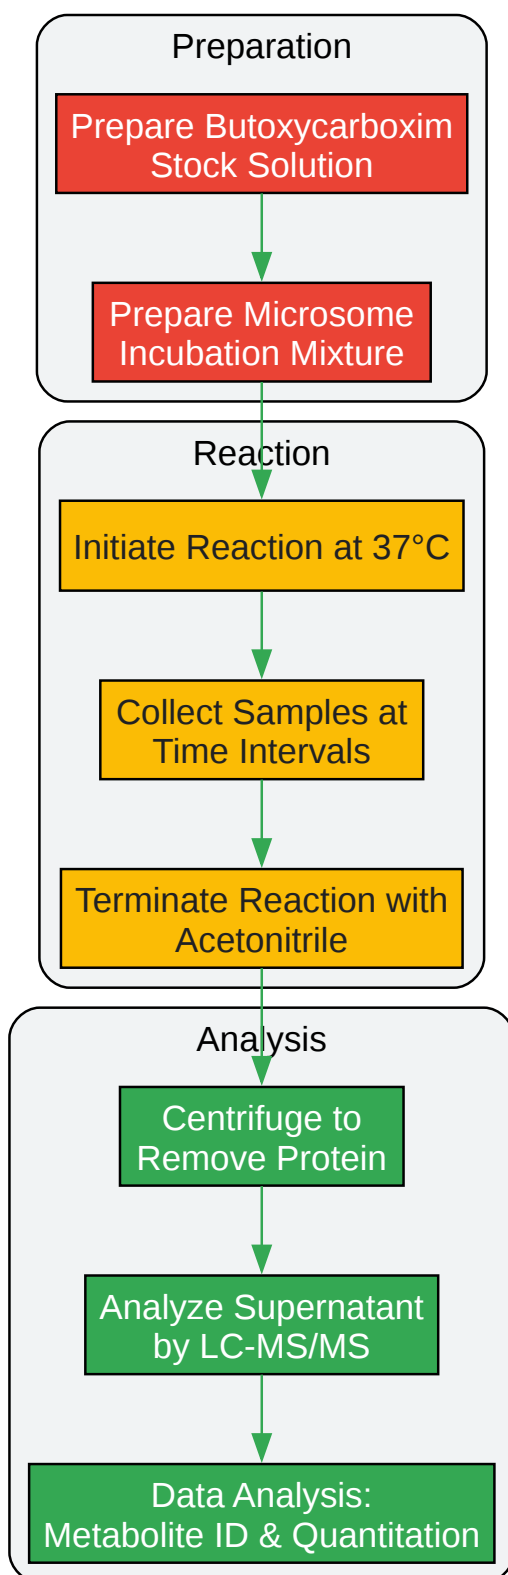 Preparation
Prepare Butoxycarboxim
Stock Solution
Prepare Microsome
Incubation Mixture
Reaction
Initiate Reaction at 37°C
Collect Samples at
Time Intervals
Terminate Reaction with
Acetonitrile
Analysis
Centrifuge to
Remove Protein
Analyze Supernatant
by LC-MS/MS
Data Analysis:
Metabolite ID & Quantitation